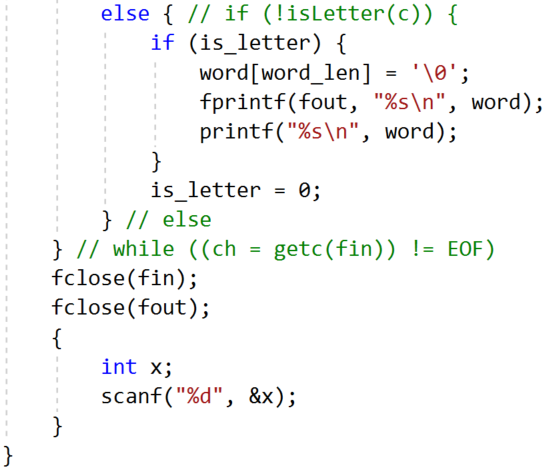 else { // if (!isLetter(c)) {
if (is_letter) {
word[word_len] = '\0';
fprintf(fout, "%s\n", word);
printf("%s\n", word);
}
is_letter = 0;
} // else
} // while ((ch = getc(fin)) != EOF)
fclose(fin);
fclose(fout);
{
int x;
scanf("%d", &x);
}
}